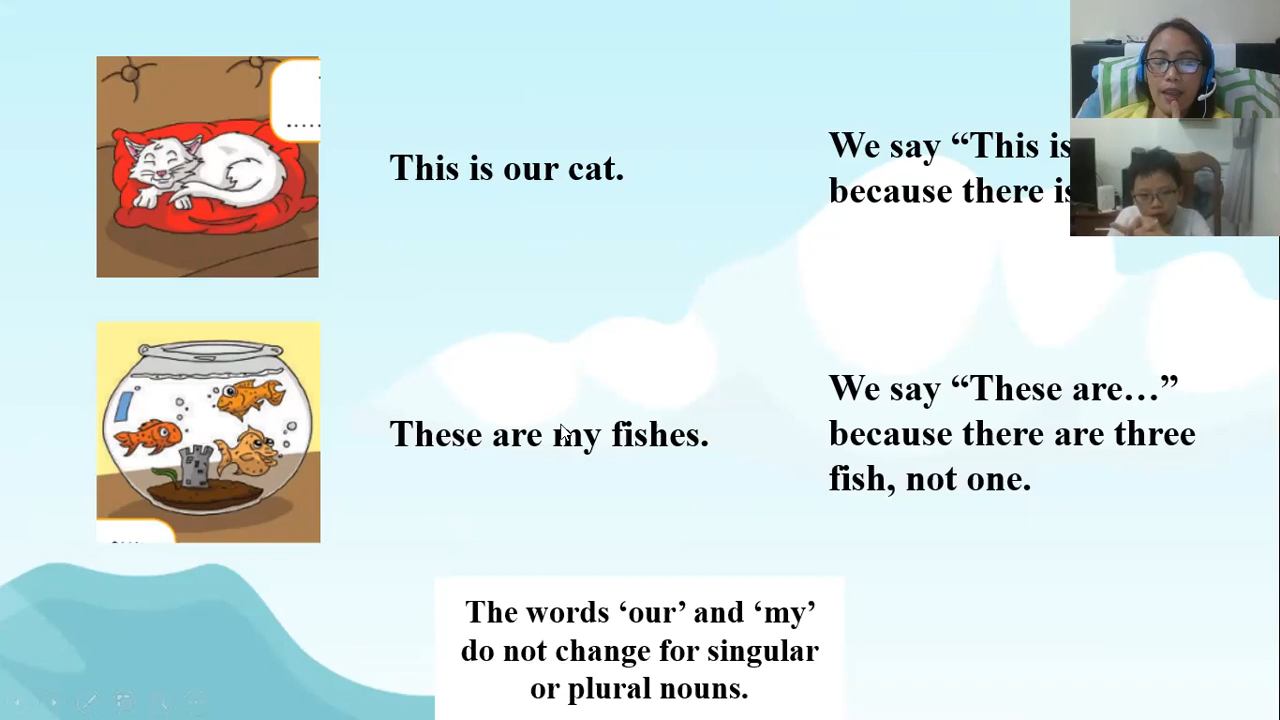 This is our cat.
We say “This is
because there is
These are my fishes.
We say “These are…”
because there are three
fish, not one.
The words ‘our’ and ‘my’
do not change for singular
or plural nouns.